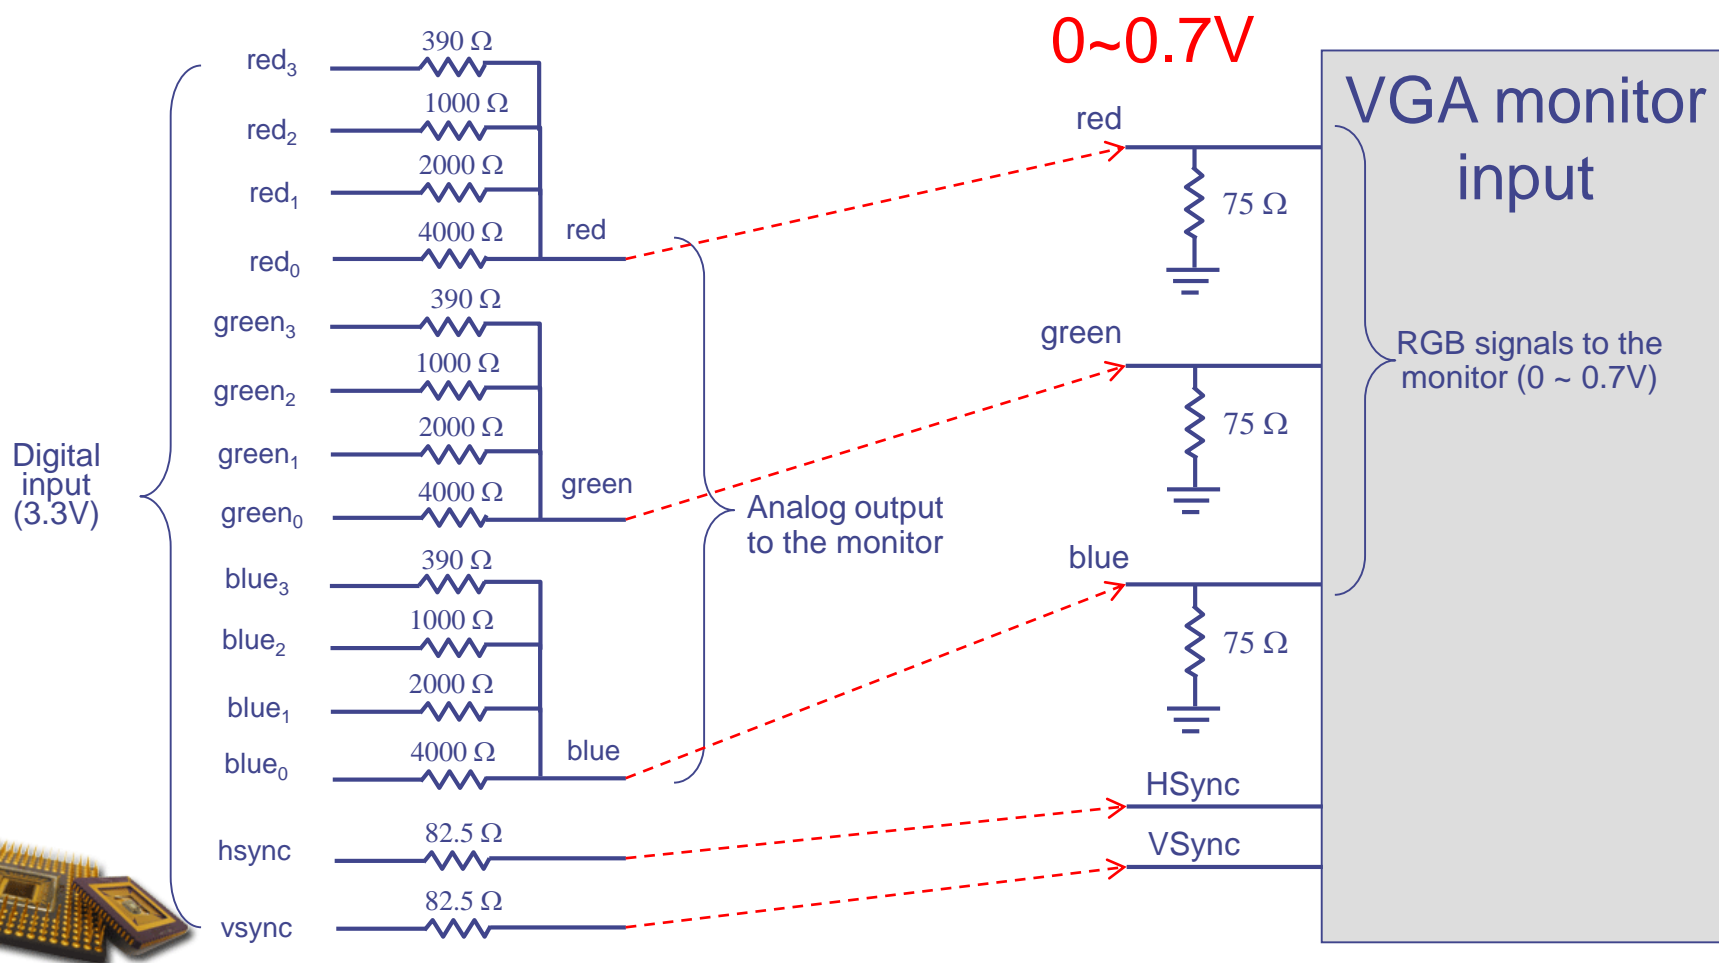 0~0.7V
390 Ω
red3
1000 Ω
red2
2000 Ω
red1
4000 Ω
red0
red
390 Ω
green3
1000 Ω
green2
2000 Ω
green1
4000 Ω
green0
green
390 Ω
blue3
1000 Ω
blue2
2000 Ω
blue1
4000 Ω
blue0
blue
82.5 Ω
hsync
82.5 Ω
vsync
Digital
input
(3.3V)
Analog output
to the monitor
red
75 Ω
green
75 Ω
blue
75 Ω
HSync
VSync
VGA monitor
input
RGB signals to the
monitor (0 ~ 0.7V)